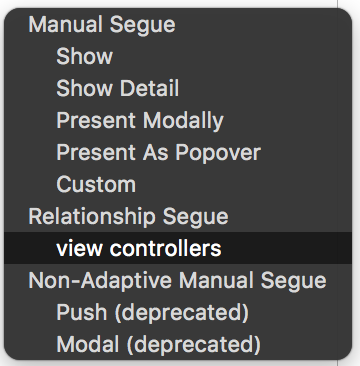 Manual Segue
Show
Show Detail
Present Modally
Present As Popover
Custom
Relationship Segue
view controllers
Non-Adaptive Manual Segue
Push (deprecated)
Modal (deprecated)